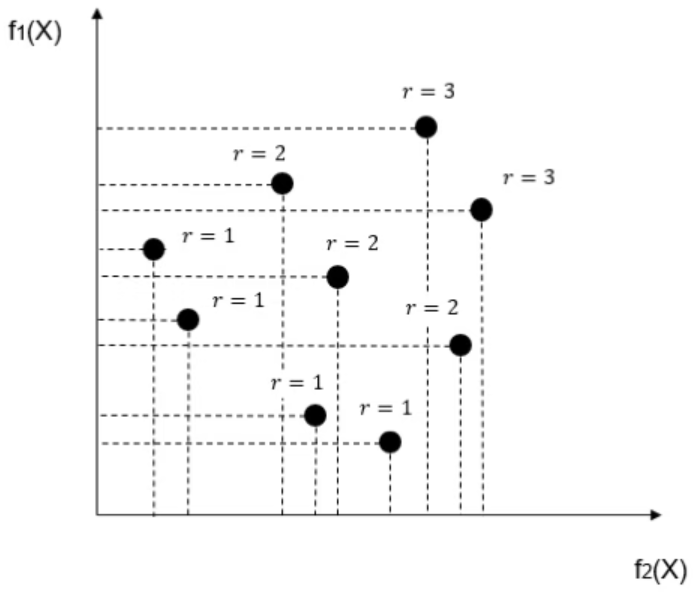 f1(X)
r = 3
r = 2
r = 3
r = 1
r = 2
r = 1
r = 2
r = 1
r = 1
f2(X)